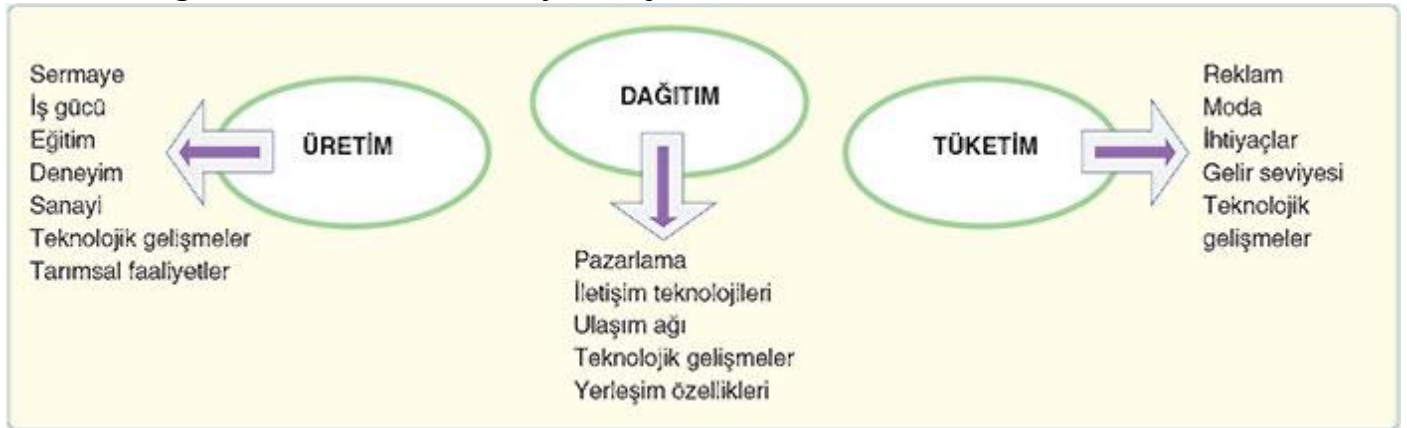 ÜRETİM
Sermaye
İş gücü
Eğitim
Deneyim
Sanayi
Teknolojik gelişmeler
Tarımsal faaliyetler
DAĞITIM
Pazarlama
İletişim teknolojileri
Ulaşım ağı
Teknolojik gelişmeler
Yerleşim özellikleri
TÜKETİM
Reklam
Moda
İhtiyaçlar
Gelir seviyesi
Teknolojik
gelişmeler